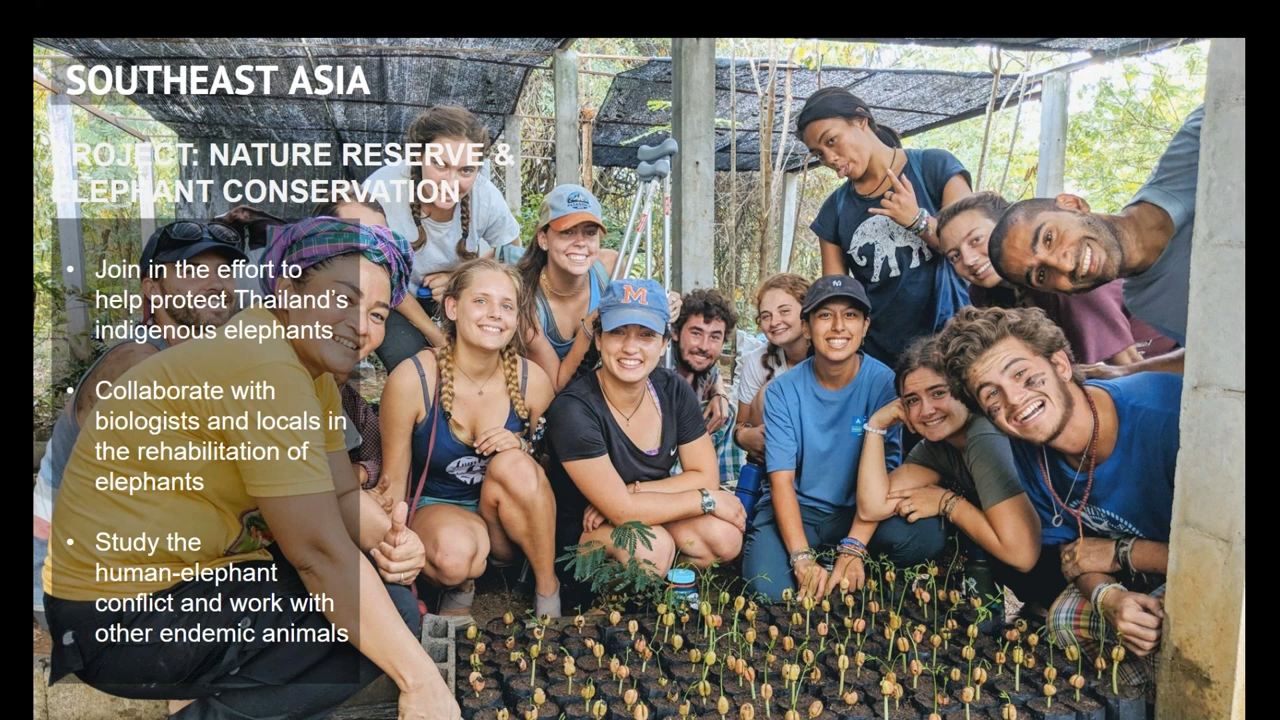 SOUTHEAST ASIA
PROJECT: NATURE RESERVE &
ELEPHANT CONSERVATION
• Join in the effort to
help protect Thailand’s
indigenous elephants
• Collaborate with
biologists and locals in
the rehabilitation of
elephants
• Study the
human-elephant
conflict and work with
other endemic animals
M